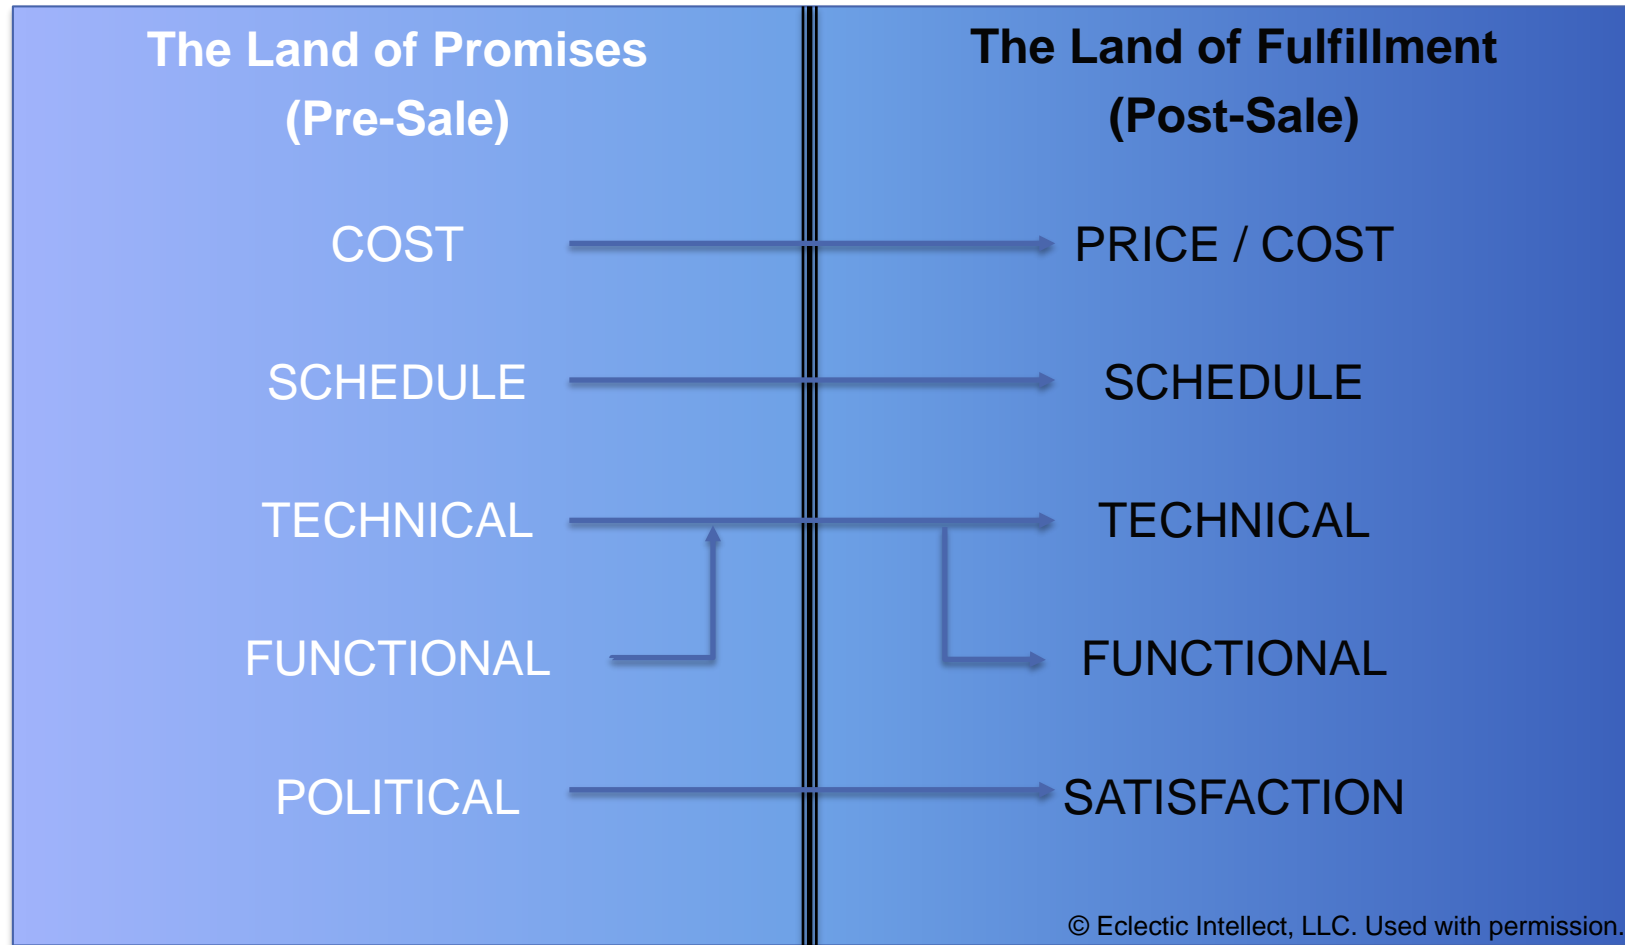 The Land of Promises
(Pre-Sale)
COST
SCHEDULE
TECHNICAL
FUNCTIONAL
POLITICAL
The Land of Fulfillment
(Post-Sale)
PRICE / COST
SCHEDULE
TECHNICAL
FUNCTIONAL
SATISFACTION
© Eclectic Intellect, LLC. Used with permission.